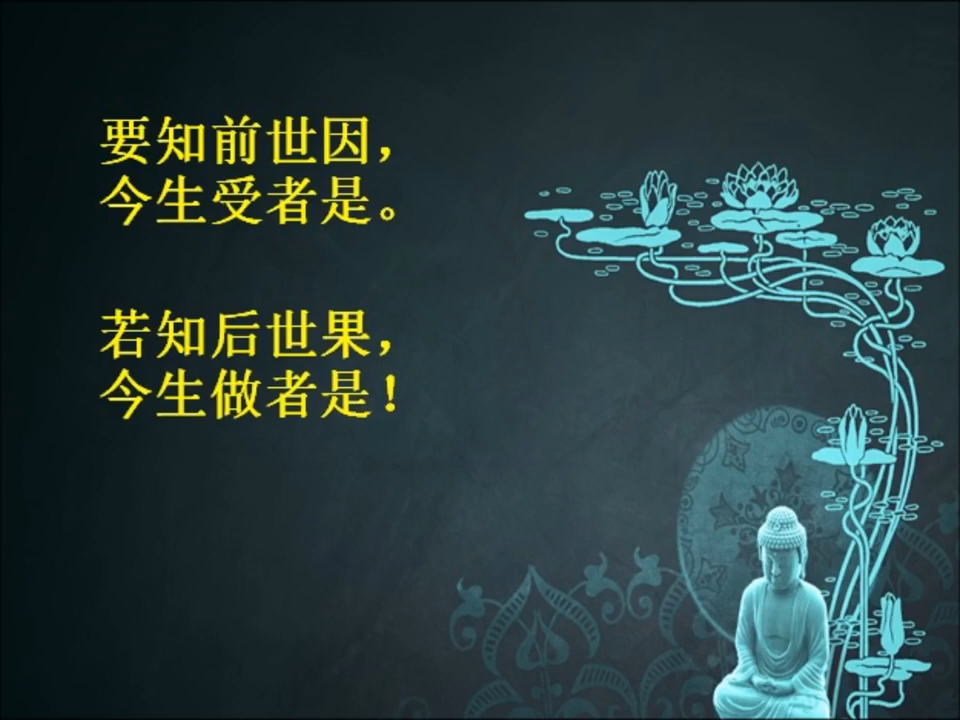 要知前世因，
今生受者是。
若知后世果，
今生做者是！